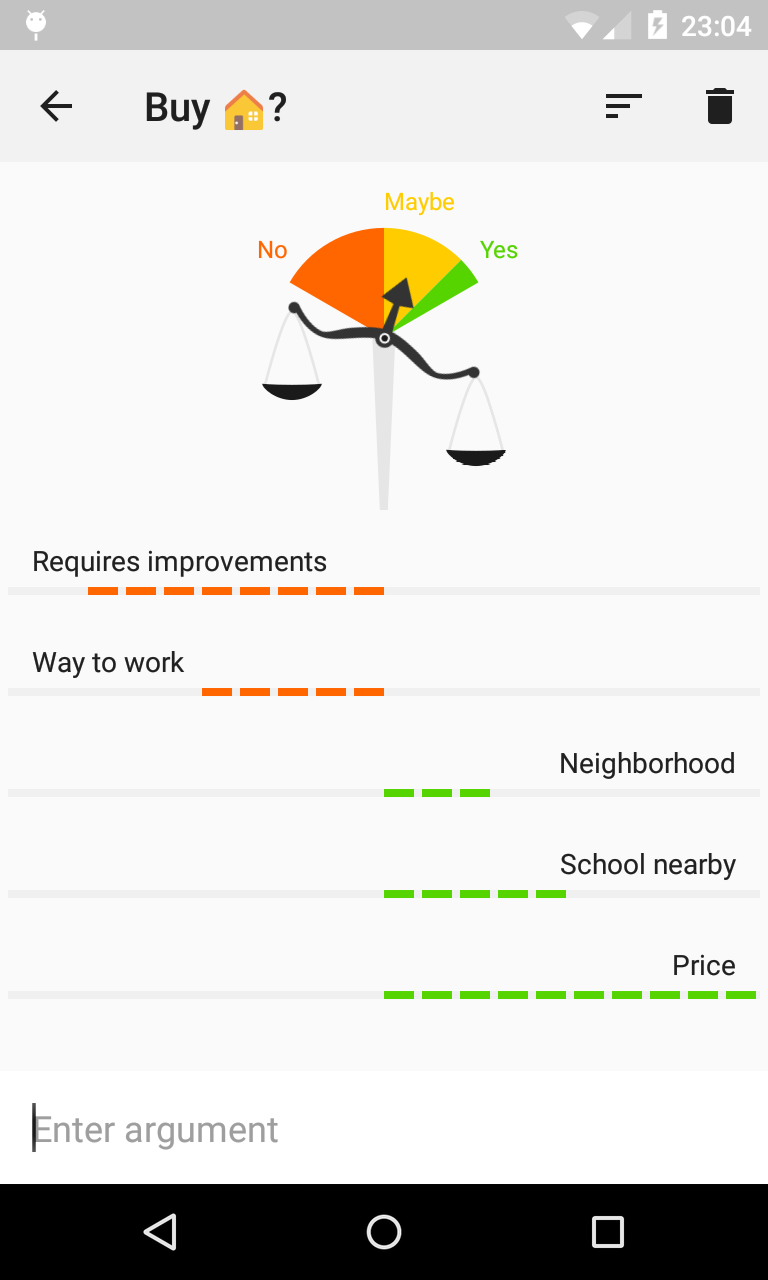 23:04
Buy 🏠?
Maybe
No
Yes
Requires improvements
Way to work
Neighborhood
School nearby
Price
Enter argument